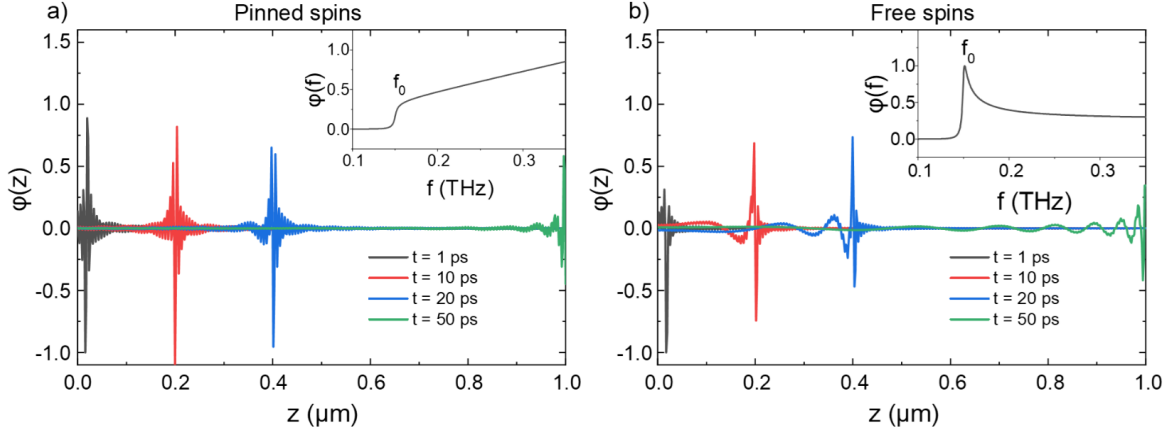 a) Pinned spins
1.5
1.0
0.5
0.0
-0.5
-1.0
φ(z)
0.0 0.2 0.4 0.6 0.8 1.0
z (μm)
1.0
0.5
0.0
φ(f)
f0
0.1 0.2 0.3
f (THz)
t = 1 ps
t = 10 ps
t = 20 ps
t = 50 ps
b) Free spins
1.5
1.0
0.5
0.0
-0.5
-1.0
φ(z)
0.0 0.2 0.4 0.6 0.8 1.0
z (μm)
1.0
0.5
0.0
φ(f)
f0
0.1 0.2 0.3
f (THz)
t = 1 ps
t = 10 ps
t = 20 ps
t = 50 ps